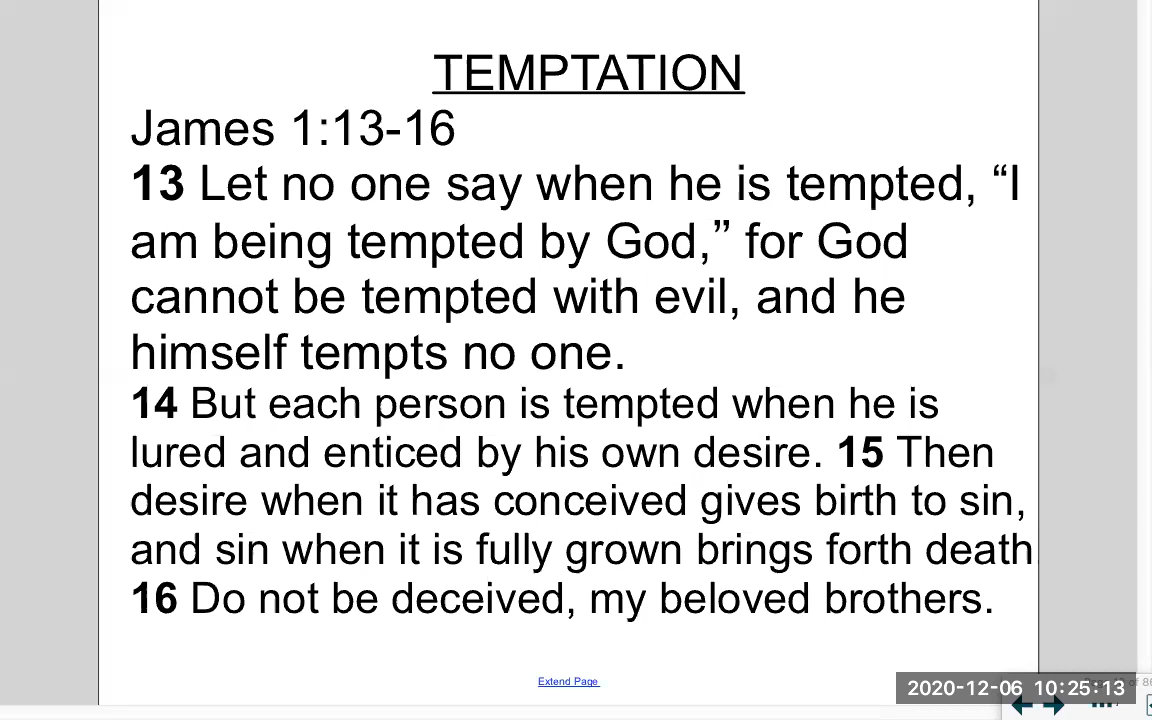 TEMPTATION
James 1:13-16
13 Let no one say when he is tempted, “I
am being tempted by God,” for God
cannot be tempted with evil, and he
himself tempts no one.
14 But each person is tempted when he is
lured and enticed by his own desire. 15 Then
desire when it has conceived gives birth to sin,
and sin when it is fully grown brings forth death
16 Do not be deceived, my beloved brothers.
Extend Page
2020-12-06 10:25:13
of 86